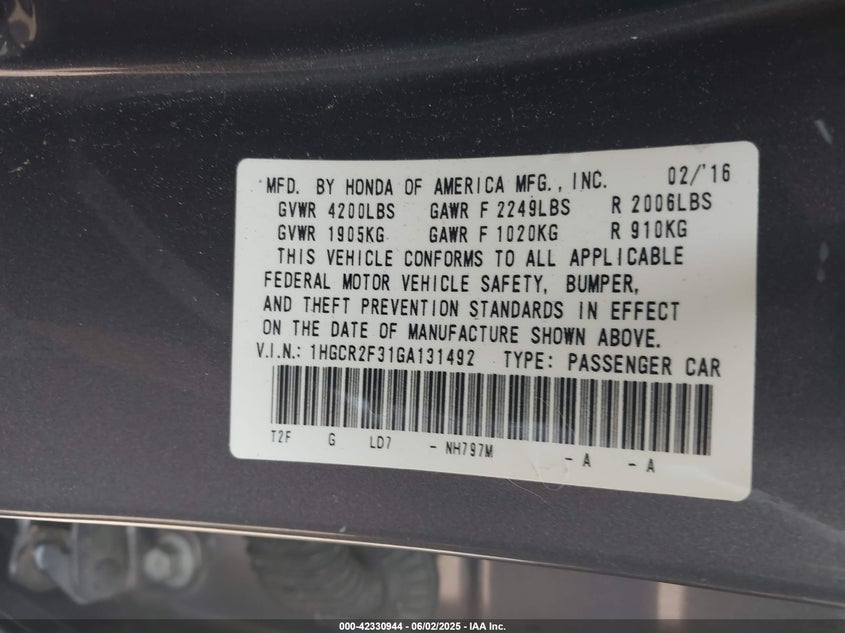 MFD. BY HONDA OF AMERICA MFG., INC. 02/'16
GVWR 4200LBS GAWR F 2249LBS R 2006LBS
GVWR 1905KG GAWR F 1020KG R 910KG
THIS VEHICLE CONFORMS TO ALL APPLICABLE
FEDERAL MOTOR VEHICLE SAFETY, BUMPER,
AND THEFT PREVENTION STANDARDS IN EFFECT
ON THE DATE OF MANUFACTURE SHOWN ABOVE.
V.I.N.: 1HGCR2F31GA131492 TYPE: PASSENGER CAR
T2F G LD7 - NH797M - A - A
000-42330944 | 06/02/2025 - IAA Inc.